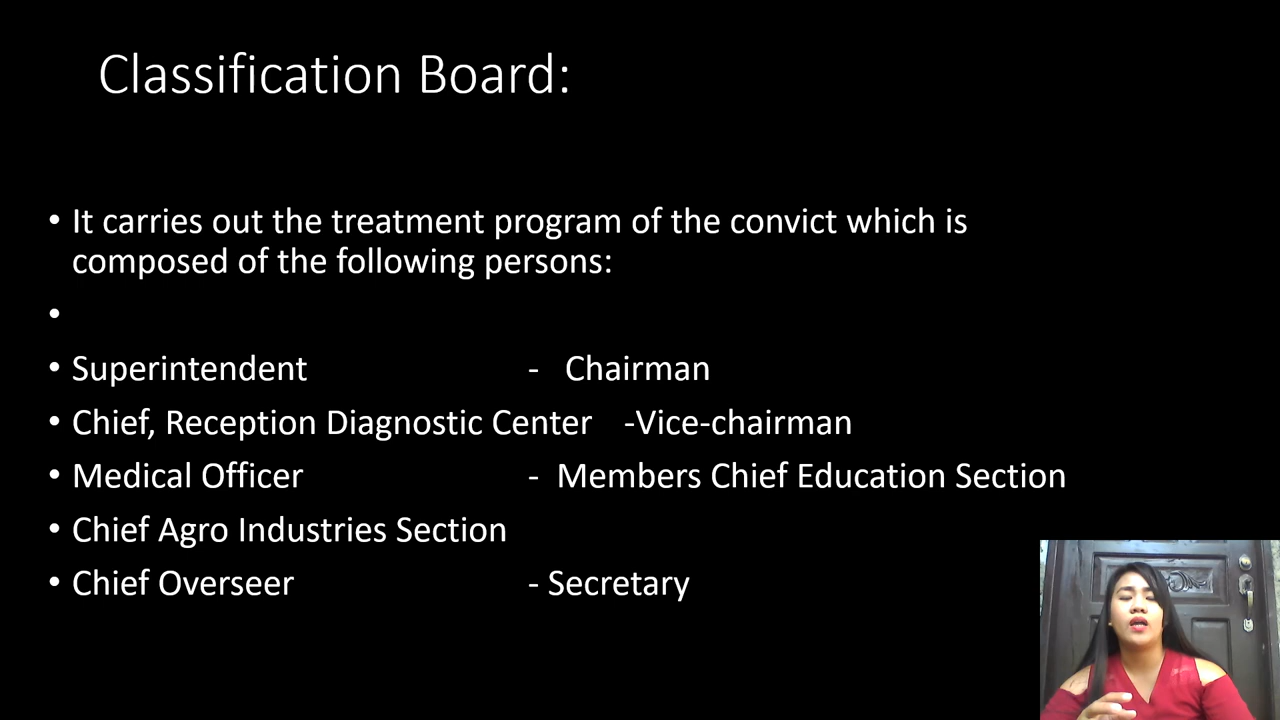 Classification Board:
• It carries out the treatment program of the convict which is
composed of the following persons:
•
• Superintendent - Chairman
• Chief, Reception Diagnostic Center -Vice-chairman
• Medical Officer - Members Chief Education Section
• Chief Agro Industries Section
• Chief Overseer - Secretary